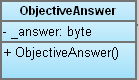 ObjectiveAnswer
- _answer: byte
+ ObjectiveAnswer()